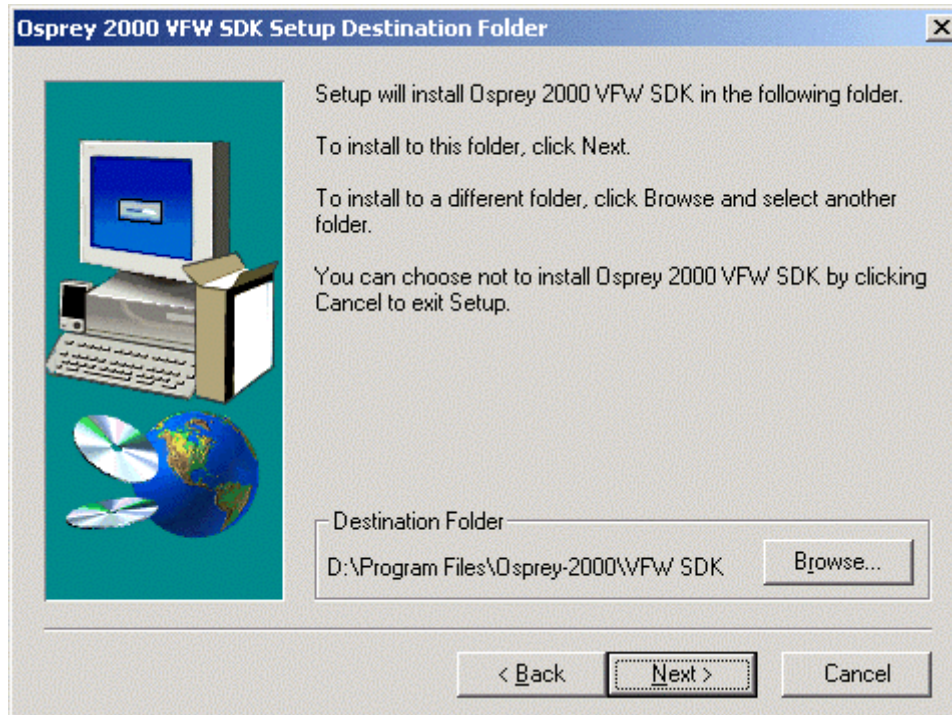 Osprey 2000 VFW SDK Setup Destination Folder
Setup will install Osprey 2000 VFW SDK in the following folder.
To install to this folder, click Next.
To install to a different folder, click Browse and select another
folder.
You can choose not to install Osprey 2000 VFW SDK by clicking
Cancel to exit Setup.
Destination Folder
D:\Program Files\Osprey-2000\VFW SDK
Browse...
< Back
Next >
Cancel